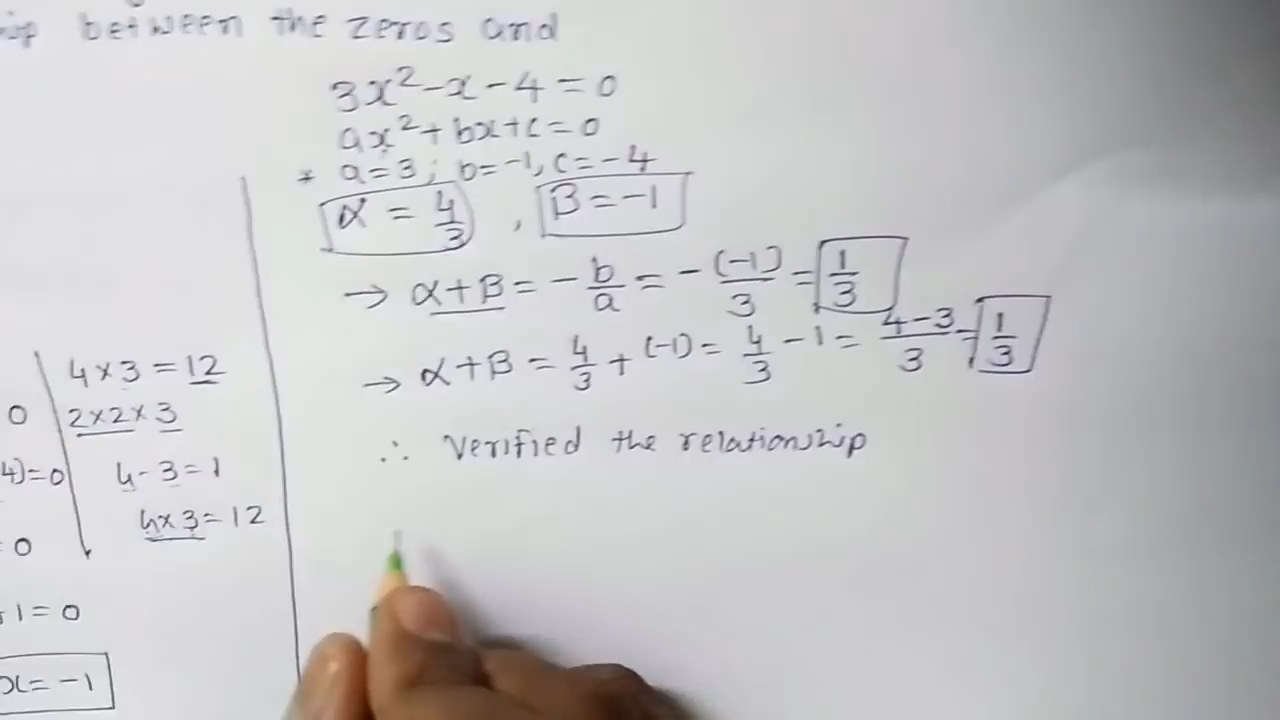 between the zeros and
3x²-x-4=0
ax²+bx+c=0
* a=3; b=-1, c=-4
α = 4/3 , β=-1
→ α+β = -b/a = -(-1)/3 = 1/3
→ α+β = 4/3 + (-1) = 4/3 - 1 = 4-3/3 = 1/3
∴ Verified the relationship
4×3=12
2×2×3
4-3=1
4×3=12
0
4)=0
=0
+1=0
x=-1